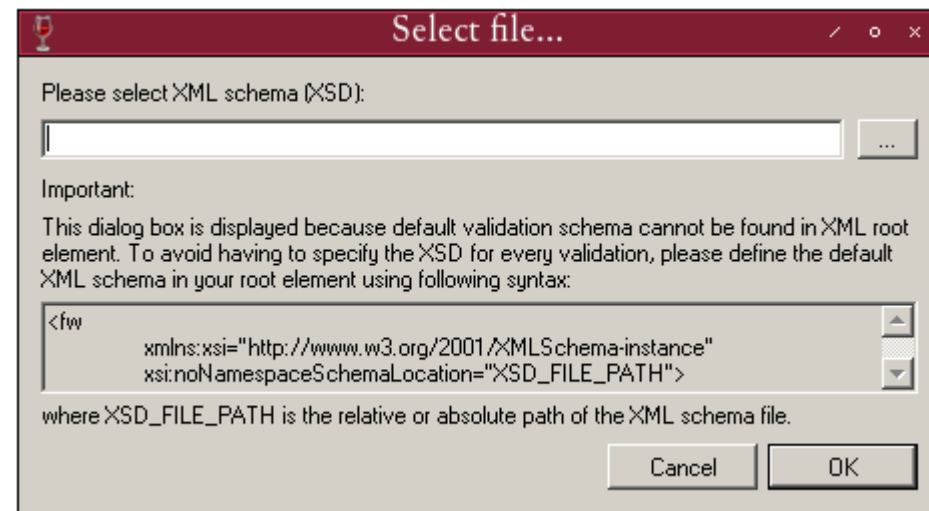 Select file...
Please select XML schema (XSD):
...
Important:
This dialog box is displayed because default validation schema cannot be found in XML root
element. To avoid having to specify the XSD for every validation, please define the default
XML schema in your root element using following syntax:
<fw
xmlns:xsi="http://www.w3.org/2001/XMLSchema-instance"
xsi:noNamespaceSchemaLocation="XSD_FILE_PATH">
where XSD_FILE_PATH is the relative or absolute path of the XML schema file.
Cancel OK